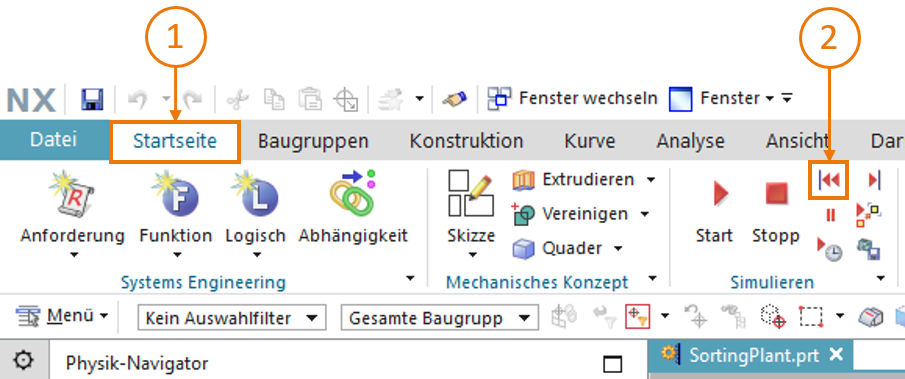 1 2
NX Fenster wechseln Fenster
Datei Startseite Baugruppen Konstruktion Kurve Analyse Ansicht Dar
Extrudieren
Vereinigen
Anforderung Funktion Logisch Abhängigkeit Skizze Quader Start Stopp
Systems Engineering Mechanisches Konzept Simulieren
Menü Kein Auswahlfilter Gesamte Baugrupp
Physik-Navigator SortingPlant.prt